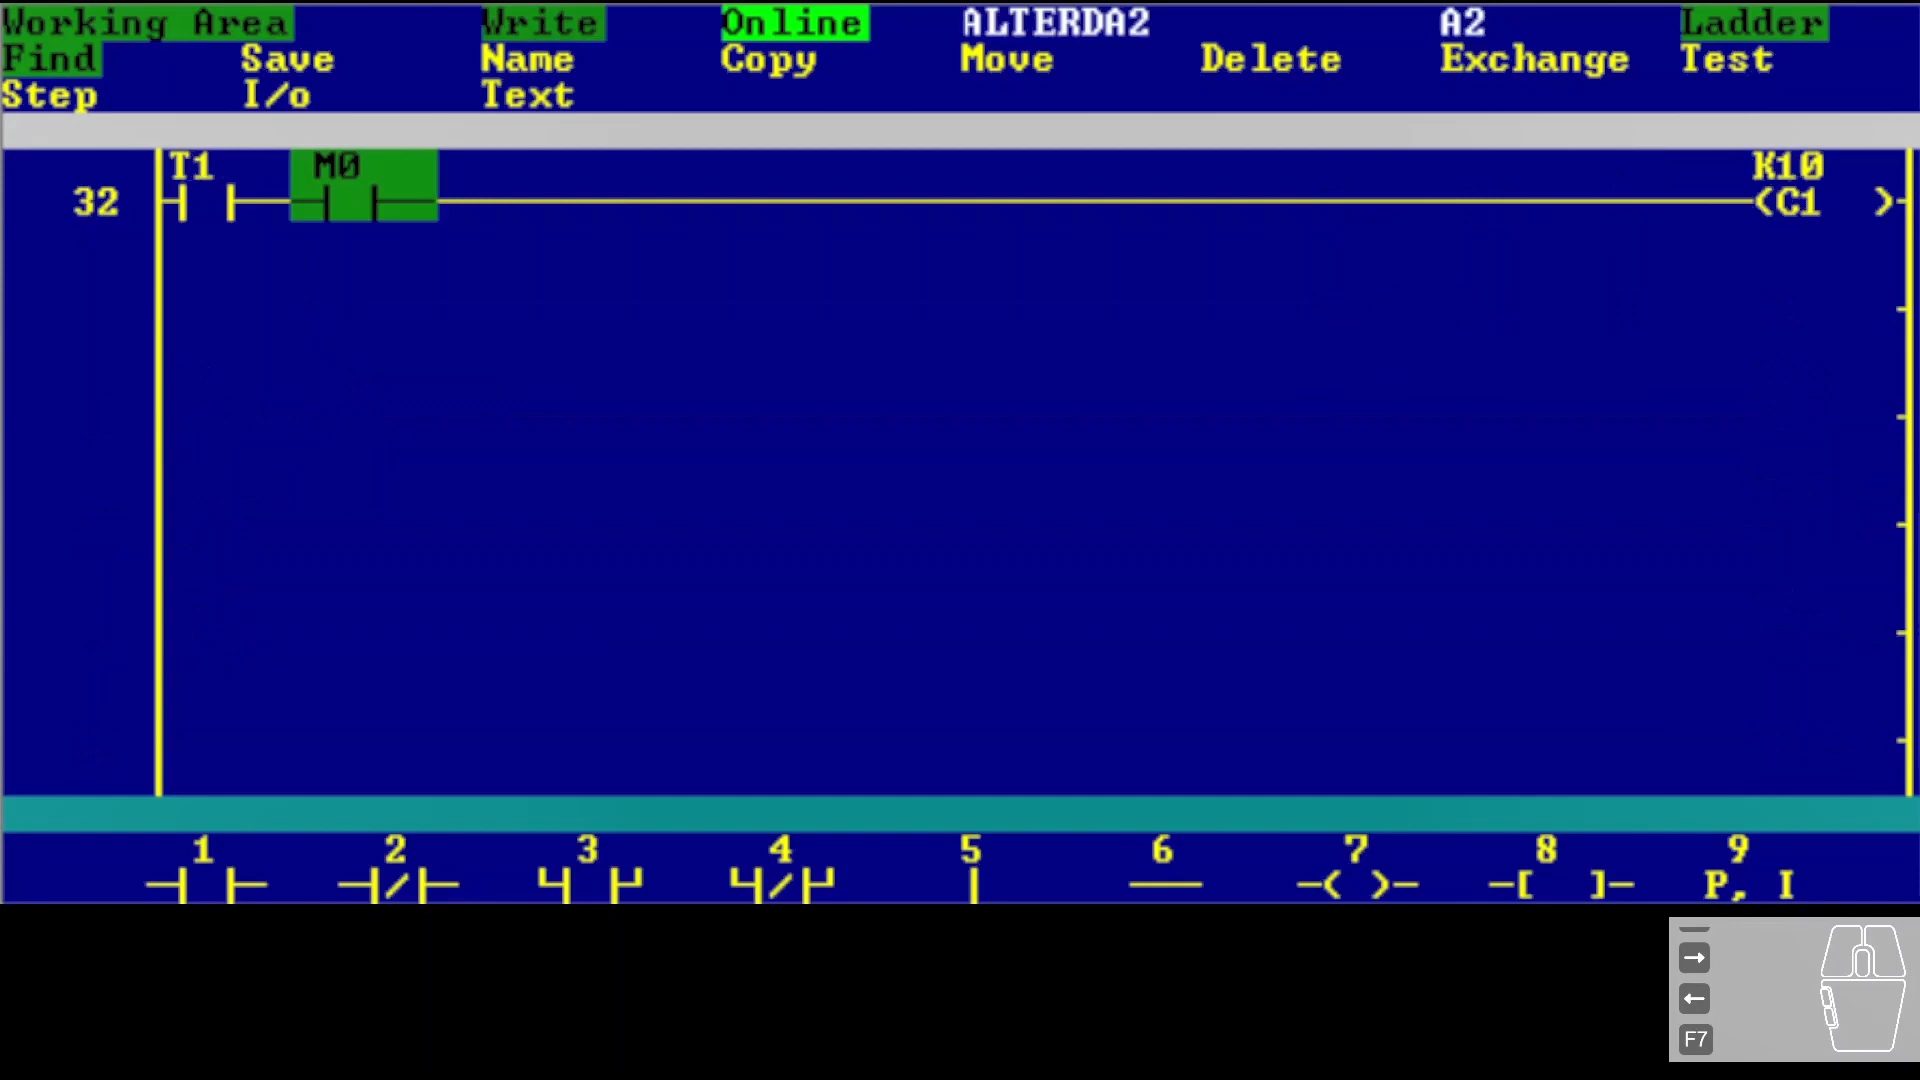 Working Area Write Online ALTERDA2 A2 Ladder
Find Save Name Copy Move Delete Exchange Test
Step I/o Text
T1 M0 K10
32 C1
1 2 3 4 5 6 7 8 9
P, I
→
←
F7